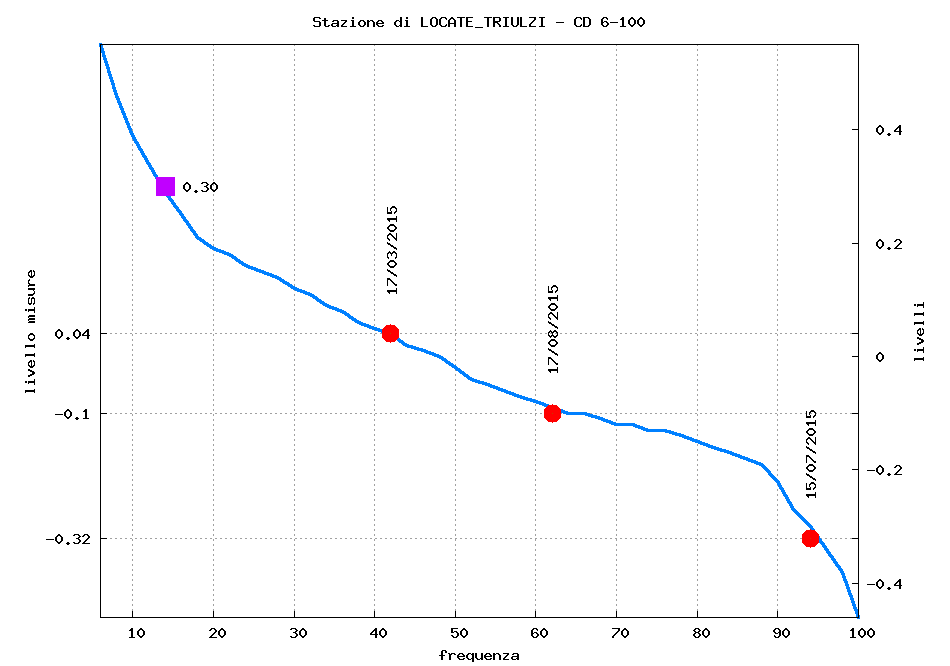 Stazione di LOCATE_TRIULZI - CD 6-100
0.4
0.30
0.2
17/03/2015
livello misure
0.04
17/08/2015
livelli
0
-0.1
15/07/2015
-0.2
-0.32
-0.4
10 20 30 40 50 60 70 80 90 100
frequenza